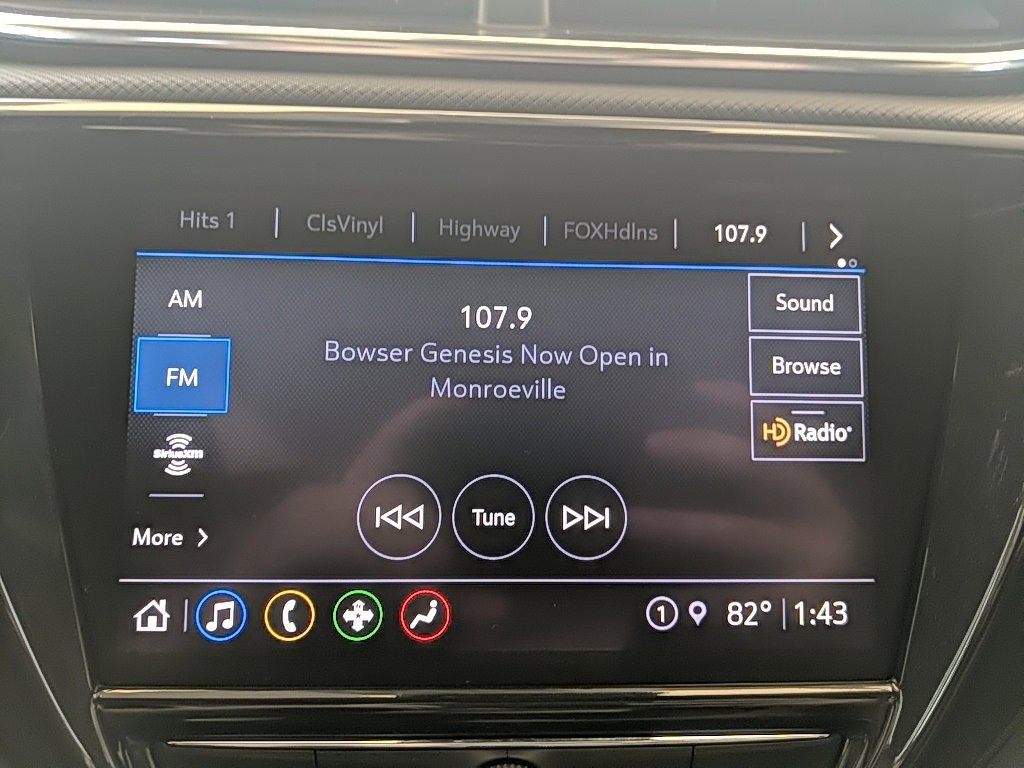 Hits 1 | ClsVinyl | Highway | FOXHdlns | 107.9 |
AM
107.9
Sound
FM
Bowser Genesis Now Open in
Monroeville
Browse
SiriusXM
HD Radio
More
Tune
1 82° | 1:43